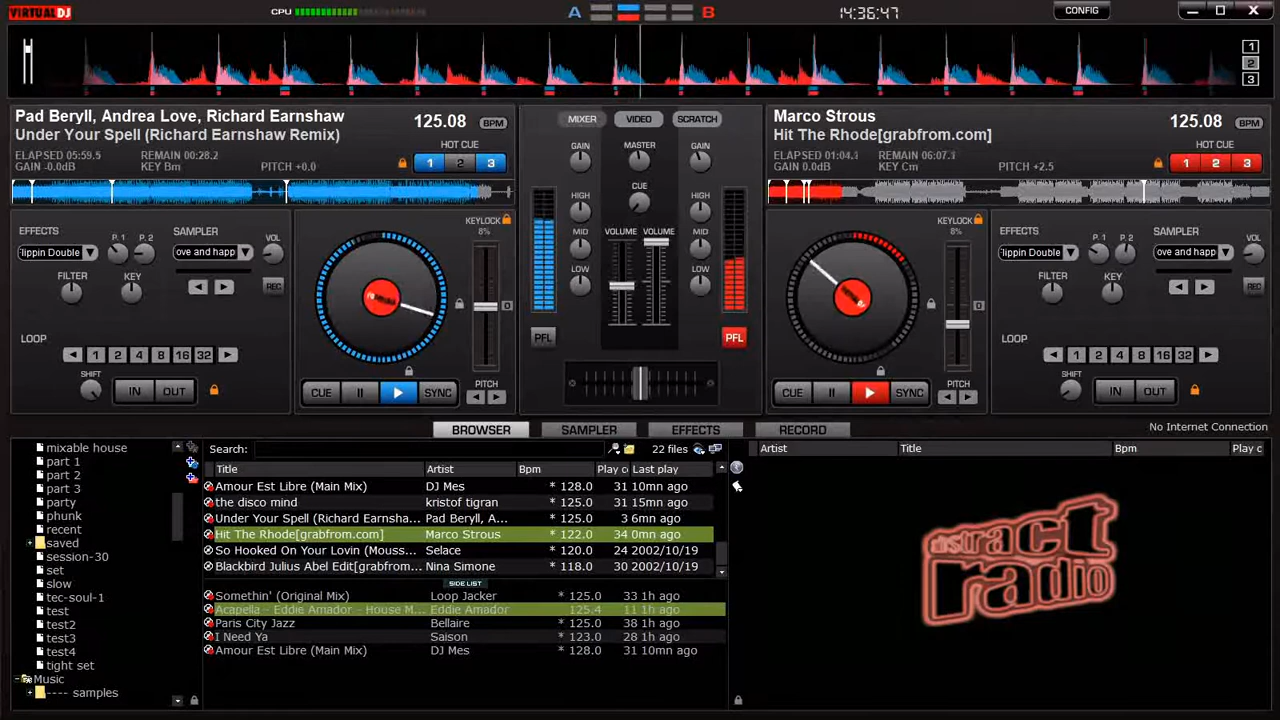 VIRTUAL DJ
CPU
A
B
14:36:47
CONFIG
1
2
3
Pad Beryll, Andrea Love, Richard Earnshaw
Under Your Spell (Richard Earnshaw Remix)
125.08 BPM
HOT CUE
ELAPSED 05:59.5 REMAIN 00:28.2
GAIN -0.0dB KEY Bm PITCH +0.0
1 2 3
MIXER VIDEO SCRATCH
GAIN MASTER GAIN
HIGH CUE HIGH
MID VOLUME VOLUME MID
LOW LOW
PFL PFL
Marco Strous
Hit The Rhode[grabfrom.com]
125.08 BPM
HOT CUE
ELAPSED 01:04.1 REMAIN 06:07.1
GAIN 0.0dB KEY Cm PITCH +2.5
1 2 3
EFFECTS P. 1 P. 2 SAMPLER VOL
lippin Double ove and happ
FILTER KEY REC
LOOP
1 2 4 8 16 32
SHIFT IN OUT
KEYLOCK
8%
CUE SYNC PITCH
KEYLOCK
8%
CUE SYNC PITCH
EFFECTS P. 1 P. 2 SAMPLER VOL
lippin Double ove and happ
FILTER KEY REC
LOOP
1 2 4 8 16 32
SHIFT IN OUT
BROWSER SAMPLER EFFECTS RECORD
No Internet Connection
mixable house
part 1
part 2
part 3
party
phunk
recent
saved
session-30
set
slow
tec-soul-1
test
test2
test3
test4
tight set
Music
---- samples
Search: 22 files
Title Artist Bpm Play c Last play
Amour Est Libre (Main Mix) DJ Mes * 128.0 31 10mn ago
the disco mind kristof tigran * 125.0 31 15mn ago
Under Your Spell (Richard Earnsha... Pad Beryll, A... * 125.0 3 6mn ago
Hit The Rhode[grabfrom.com] Marco Strous * 122.0 34 0mn ago
So Hooked On Your Lovin (Mouss... Selace * 120.0 24 2002/10/19
Blackbird Julius Abel Edit[grabfrom... Nina Simone * 118.0 30 2002/10/19
SIDE LIST
Somethin' (Original Mix) Loop Jacker * 125.0 33 1h ago
Acapella - Eddie Amador - House M... Eddie Amador 125.4 11 1h ago
Paris City Jazz Bellaire * 125.0 38 1h ago
I Need Ya Saison * 123.0 28 1h ago
Amour Est Libre (Main Mix) DJ Mes * 128.0 31 10mn ago
Artist Title Bpm Play c
distract
radio